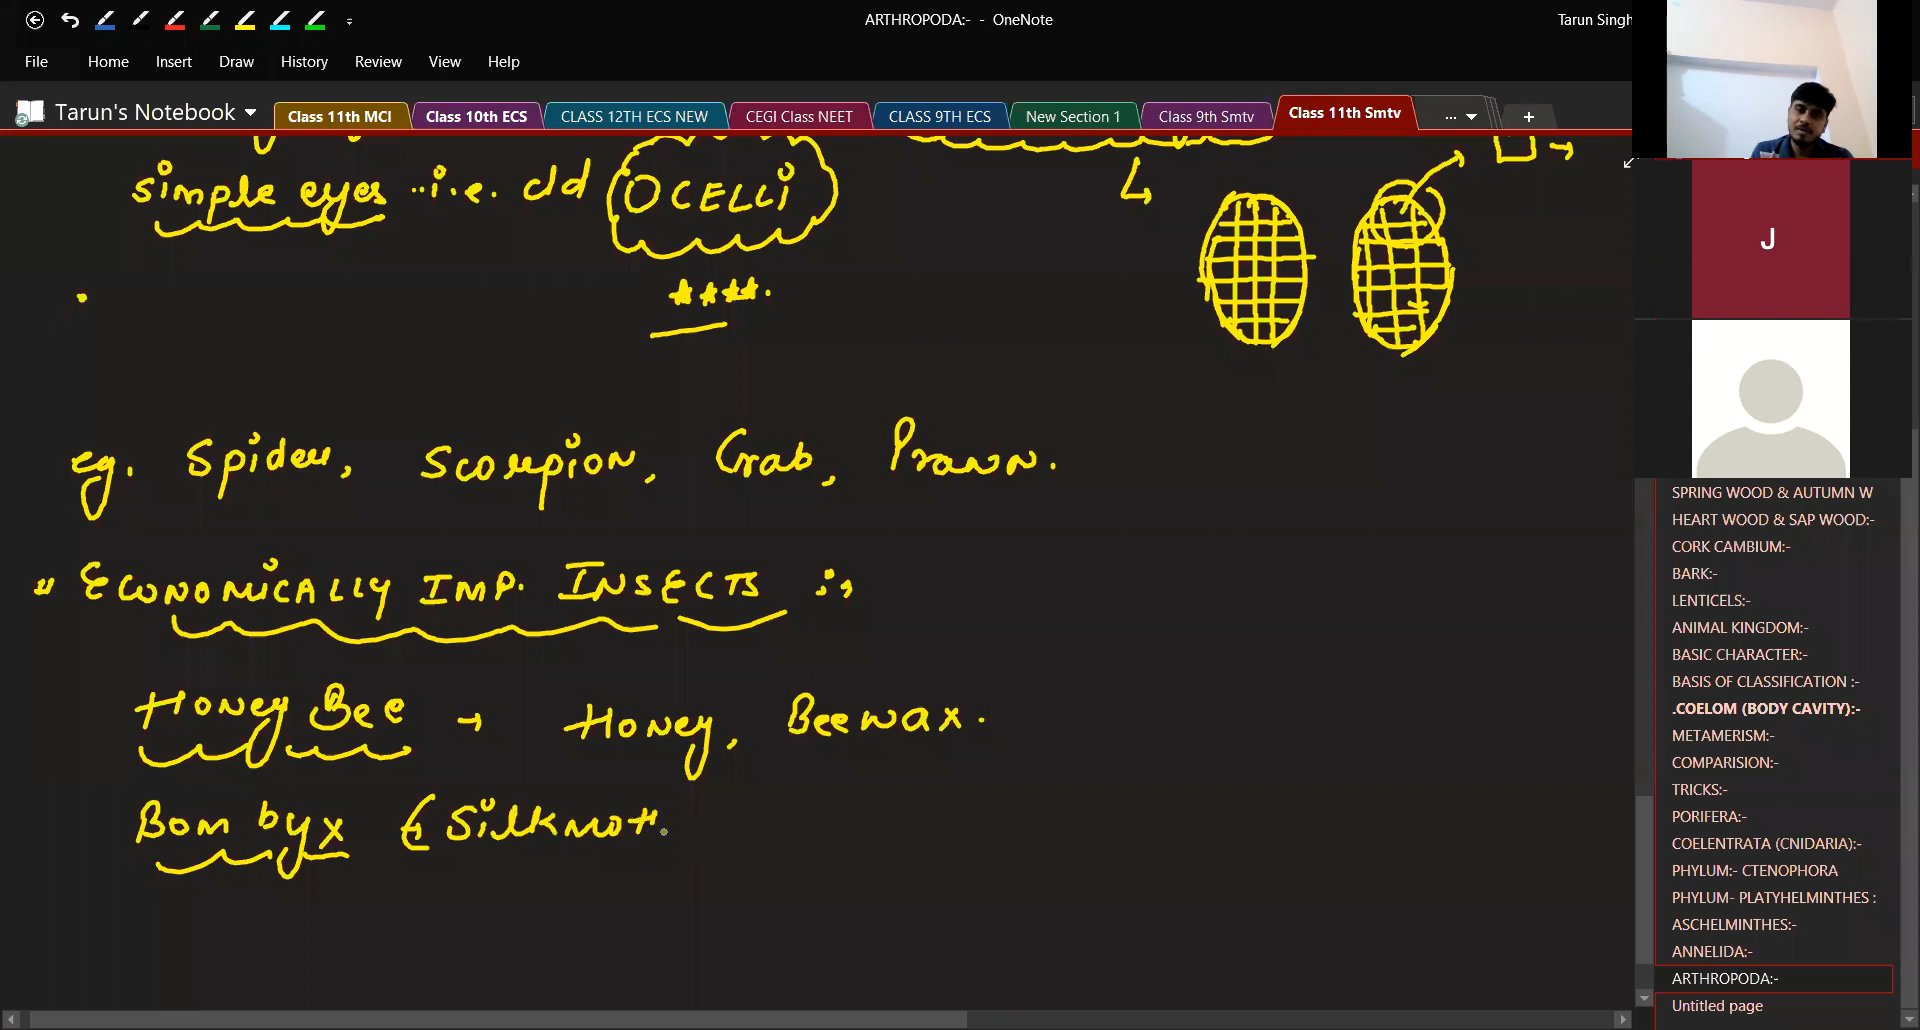 ARTHROPODA:- - OneNote
Tarun Singh
File Home Insert Draw History Review View Help
Tarun's Notebook
Class 11th MCI
Class 10th ECS
CLASS 12TH ECS NEW
CEGI Class NEET
CLASS 9TH ECS
New Section 1
Class 9th Smtv
Class 11th Smtv
...
+
simple eyes i.e. cld OCELLI
J
eg. Spider, Scorpion, Crab, Prawn.
" ECONOMICALLY IMP. INSECTS :,
Honey Bee → Honey, Beewax.
Bombyx (Silkmot
SPRING WOOD & AUTUMN W
HEART WOOD & SAP WOOD:-
CORK CAMBIUM:-
BARK:-
LENTICELS:-
ANIMAL KINGDOM:-
BASIC CHARACTER:-
BASIS OF CLASSIFICATION :-
.COELOM (BODY CAVITY):-
METAMERISM:-
COMPARISION:-
TRICKS:-
PORIFERA:-
COELENTRATA (CNIDARIA):-
PHYLUM:- CTENOPHORA
PHYLUM- PLATYHELMINTHES :
ASCHELMINTHES:-
ANNELIDA:-
ARTHROPODA:-
Untitled page